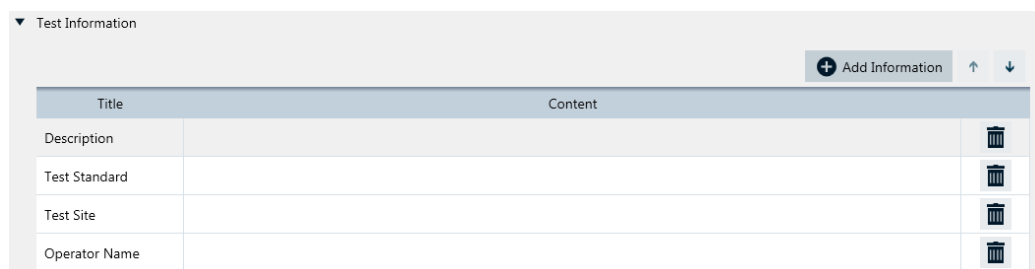 Test Information
Add Information
Title Content
Description
Test Standard
Test Site
Operator Name